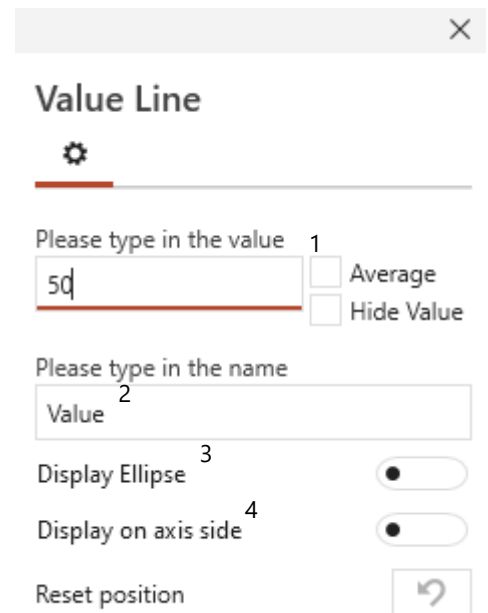 Value Line
Please type in the value 1
50 Average
Hide Value
Please type in the name
2
Value
3
Display Ellipse
4
Display on axis side
Reset position